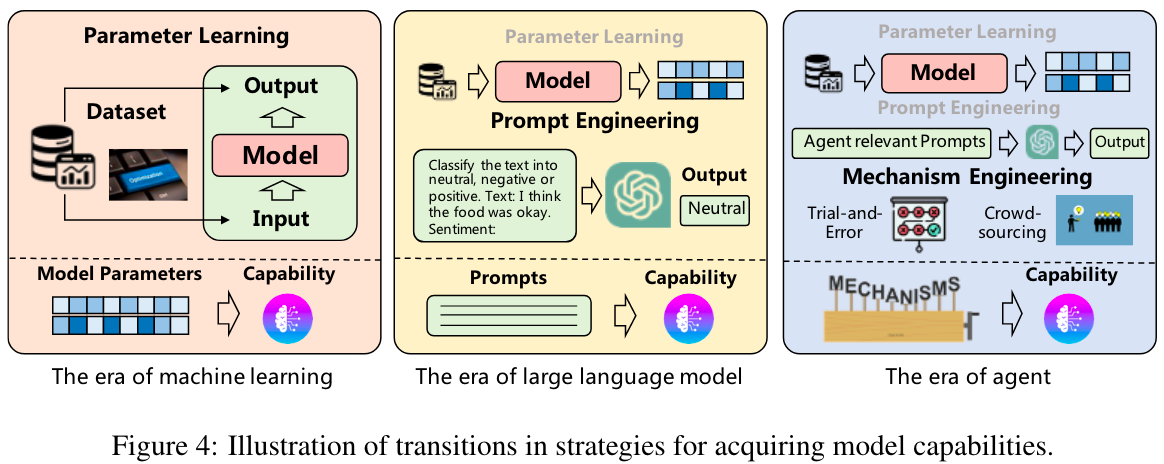 Parameter Learning
Dataset
Output
Model
Input
Optimization
Model Parameters
Capability
The era of machine learning
Parameter Learning
Model
Prompt Engineering
Classify the text into
neutral, negative or
positive. Text: I think
the food was okay.
Sentiment:
Output
Neutral
Prompts
Capability
The era of large language model
Parameter Learning
Model
Prompt Engineering
Agent relevant Prompts
Output
Mechanism Engineering
Trial-and-
Error
Crowd-
sourcing
MECHANISMS
Capability
The era of agent
Figure 4: Illustration of transitions in strategies for acquiring model capabilities.